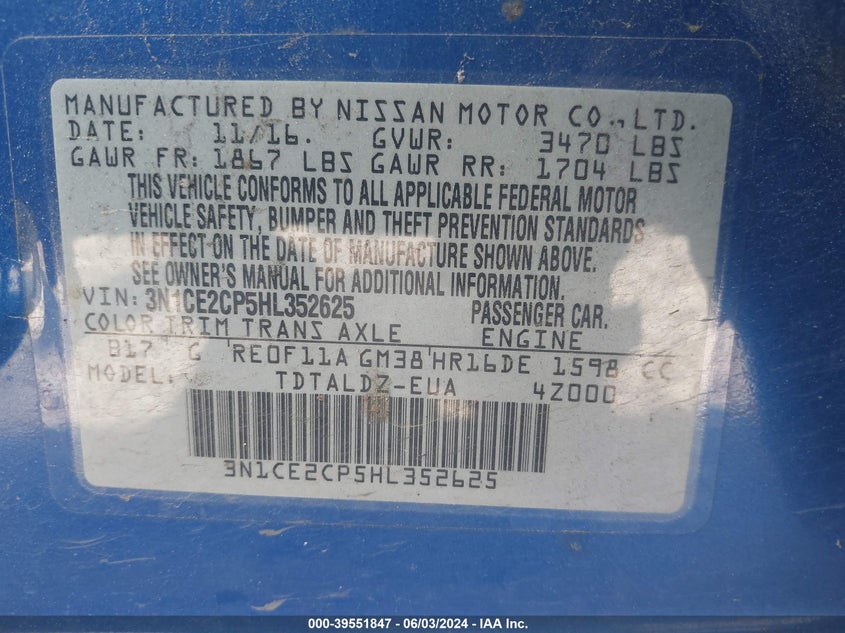 MANUFACTURED BY NISSAN MOTOR CO., LTD.
DATE: 11/16. GVWR: 3470 LBS
GAWR FR: 1867 LBS GAWR RR: 1704 LBS
THIS VEHICLE CONFORMS TO ALL APPLICABLE FEDERAL MOTOR
VEHICLE SAFETY, BUMPER AND THEFT PREVENTION STANDARDS
IN EFFECT ON THE DATE OF MANUFACTURE SHOWN ABOVE.
SEE OWNER'S MANUAL FOR ADDITIONAL INFORMATION.
VIN: 3N1CE2CP5HL352625 PASSENGER CAR.
COLOR TRIM TRANS AXLE ENGINE
B17 G RE0F11A GM38 HR16DE 1598 CC
MODEL: TDTALDZ-EUA 4Z000
3N1CE2CP5HL352625
000-39551847 - 06/03/2024 - IAA Inc.